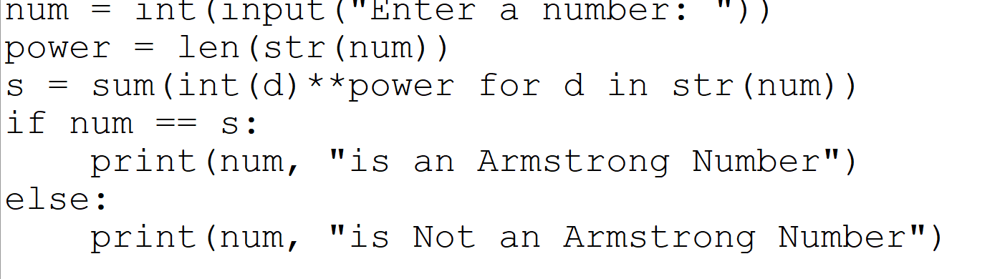 num = int(input("Enter a number: "))
power = len(str(num))
s = sum(int(d)**power for d in str(num))
if num == s:
    print(num, "is an Armstrong Number")
else:
    print(num, "is Not an Armstrong Number")